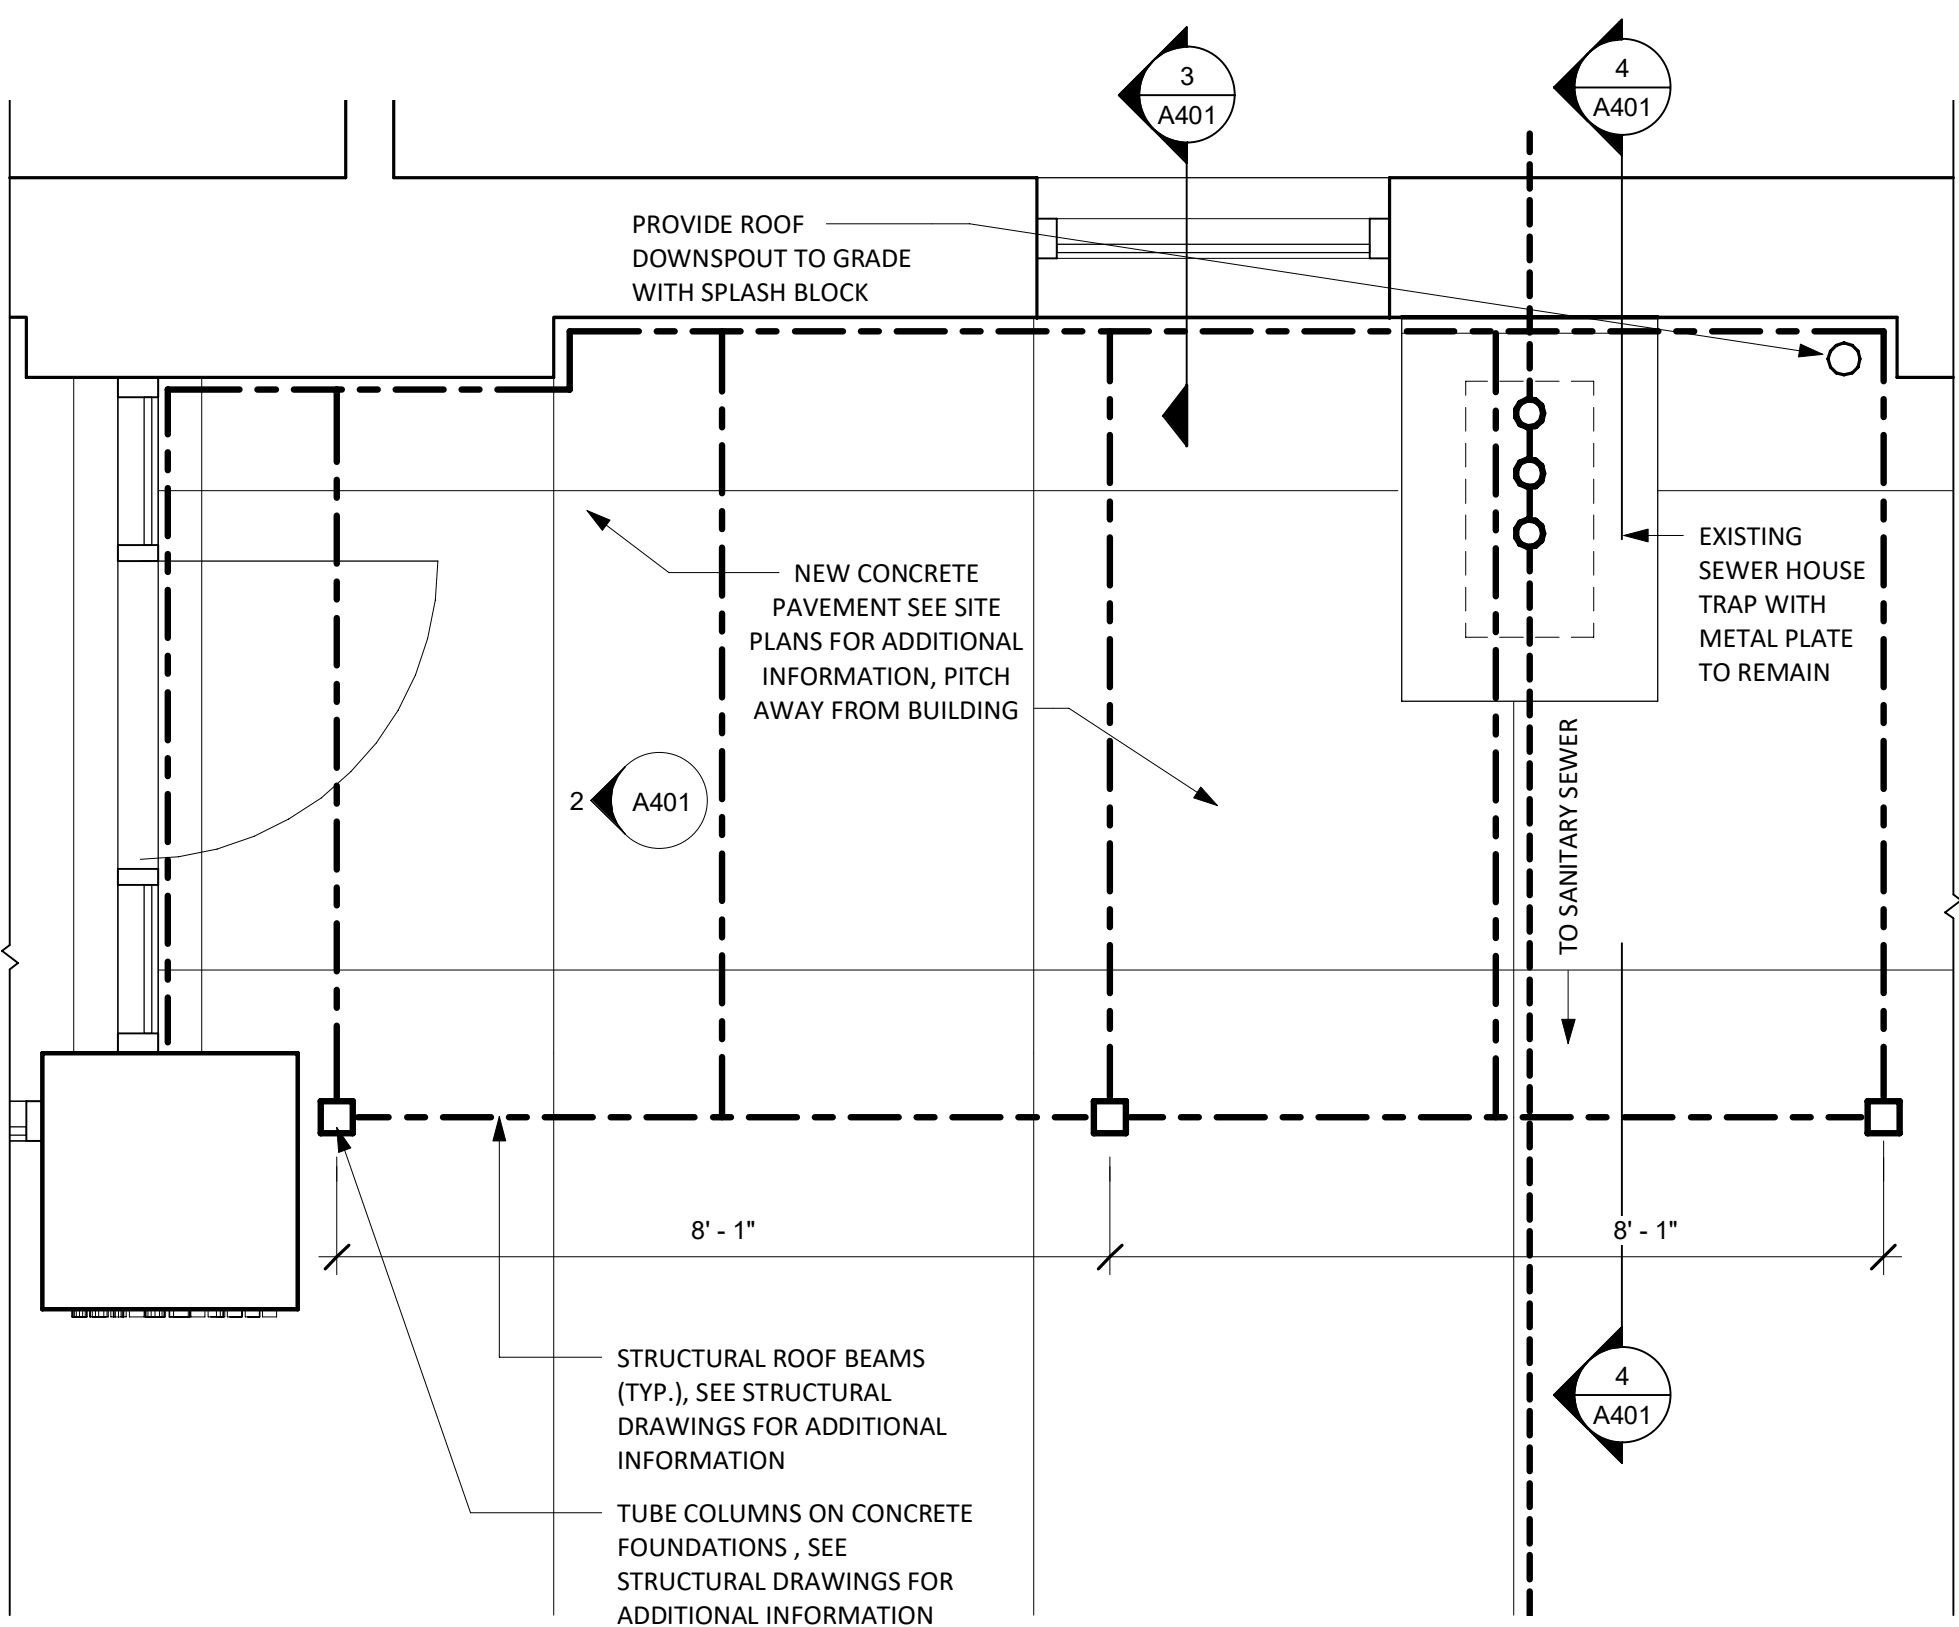 3
A401
4
A401
PROVIDE ROOF
DOWNSPOUT TO GRADE
WITH SPLASH BLOCK
EXISTING
SEWER HOUSE
TRAP WITH
METAL PLATE
TO REMAIN
NEW CONCRETE
PAVEMENT SEE SITE
PLANS FOR ADDITIONAL
INFORMATION, PITCH
AWAY FROM BUILDING
2
A401
TO SANITARY SEWER
8' - 1"
8' - 1"
STRUCTURAL ROOF BEAMS
(TYP.), SEE STRUCTURAL
DRAWINGS FOR ADDITIONAL
INFORMATION
4
A401
TUBE COLUMNS ON CONCRETE
FOUNDATIONS , SEE
STRUCTURAL DRAWINGS FOR
ADDITIONAL INFORMATION